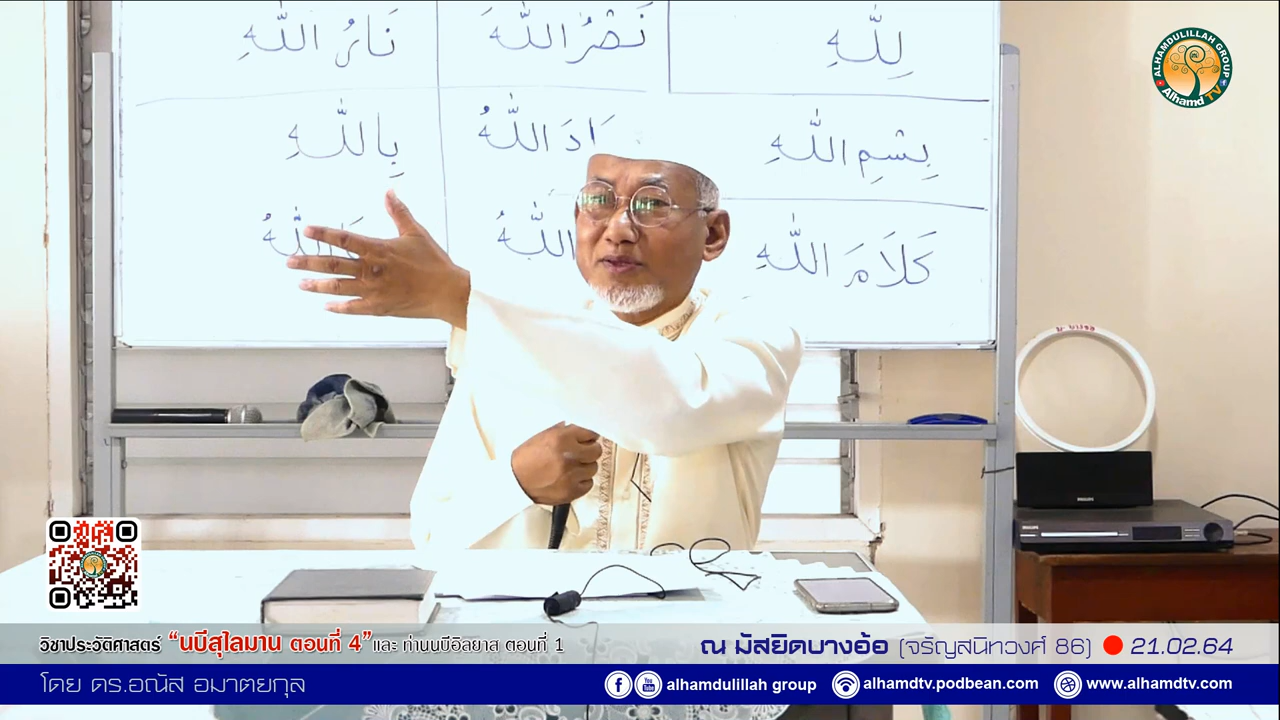 لِلّٰهِ
نَصْرُ اللّٰهِ
نَارُ اللّٰهِ
بِسْمِ اللّٰهِ
اللّٰهُ
بِاللّٰهِ
كَلَامَ اللّٰهِ
ALHAMDULILLAH GROUP
Alhamd TV
PHILIPS
วิชาประวัติศาสตร์ “นบีสุไลมาน ตอนที่ 4” และ ท่านนบีอิลยาส ตอนที่ 1
ณ มัสยิดบางอ้อ (จรัญสนิทวงศ์ 86) 21.02.64
โดย ดร.อณัส อมาตยกุล
alhamdulillah group alhamdtv.podbean.com www.alhamdtv.com